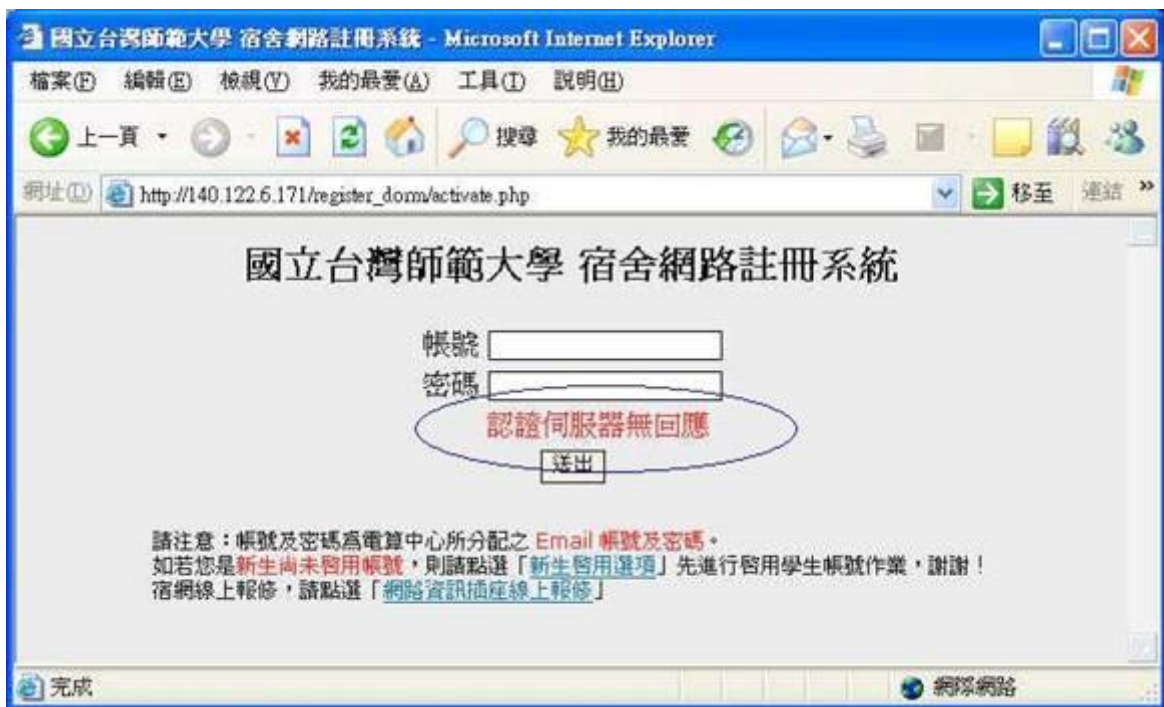 國立台灣師範大學 宿舍網路註冊系統 - Microsoft Internet Explorer
檔案(F) 編輯(E) 檢視(V) 我的最愛(A) 工具(T) 說明(H)
上一頁 搜尋 我的最愛
網址(D) http://140.122.6.171/register_dorm/activate.php 移至 連結 »
國立台灣師範大學 宿舍網路註冊系統
帳號
密碼
認證伺服器無回應
送出
請注意：帳號及密碼為電算中心所分配之 Email 帳號及密碼。
如若您是新生尚未啓用帳號，則請點選「新生啓用選項」先進行啓用學生帳號作業，謝謝！
宿網線上報修，請點選「網路資訊插座線上報修」
完成 網際網路